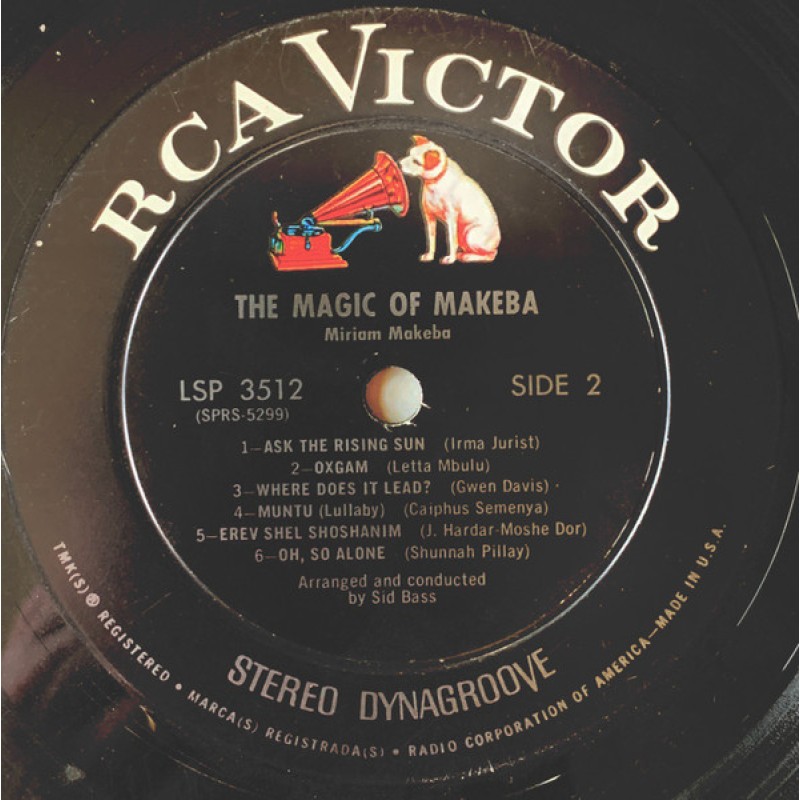 RCA VICTOR
THE MAGIC OF MAKEBA
Miriam Makeba
LSP 3512
SIDE 2
(SPRS-5299)
1—ASK THE RISING SUN (Irma Jurist)
2—OXGAM (Letta Mbulu)
3—WHERE DOES IT LEAD? (Gwen Davis)
4—MUNTU (Lullaby) (Caiphus Semenya)
5—EREV SHEL SHOSHANIM (J. Hardar-Moshe Dor)
6—OH, SO ALONE (Shunnah Pillay)
Arranged and conducted
by Sid Bass
STEREO DYNAGROOVE
TMK(S) ® REGISTERED • MARCA(S) REGISTRADA(S) • RADIO CORPORATION OF AMERICA—MADE IN U.S.A.